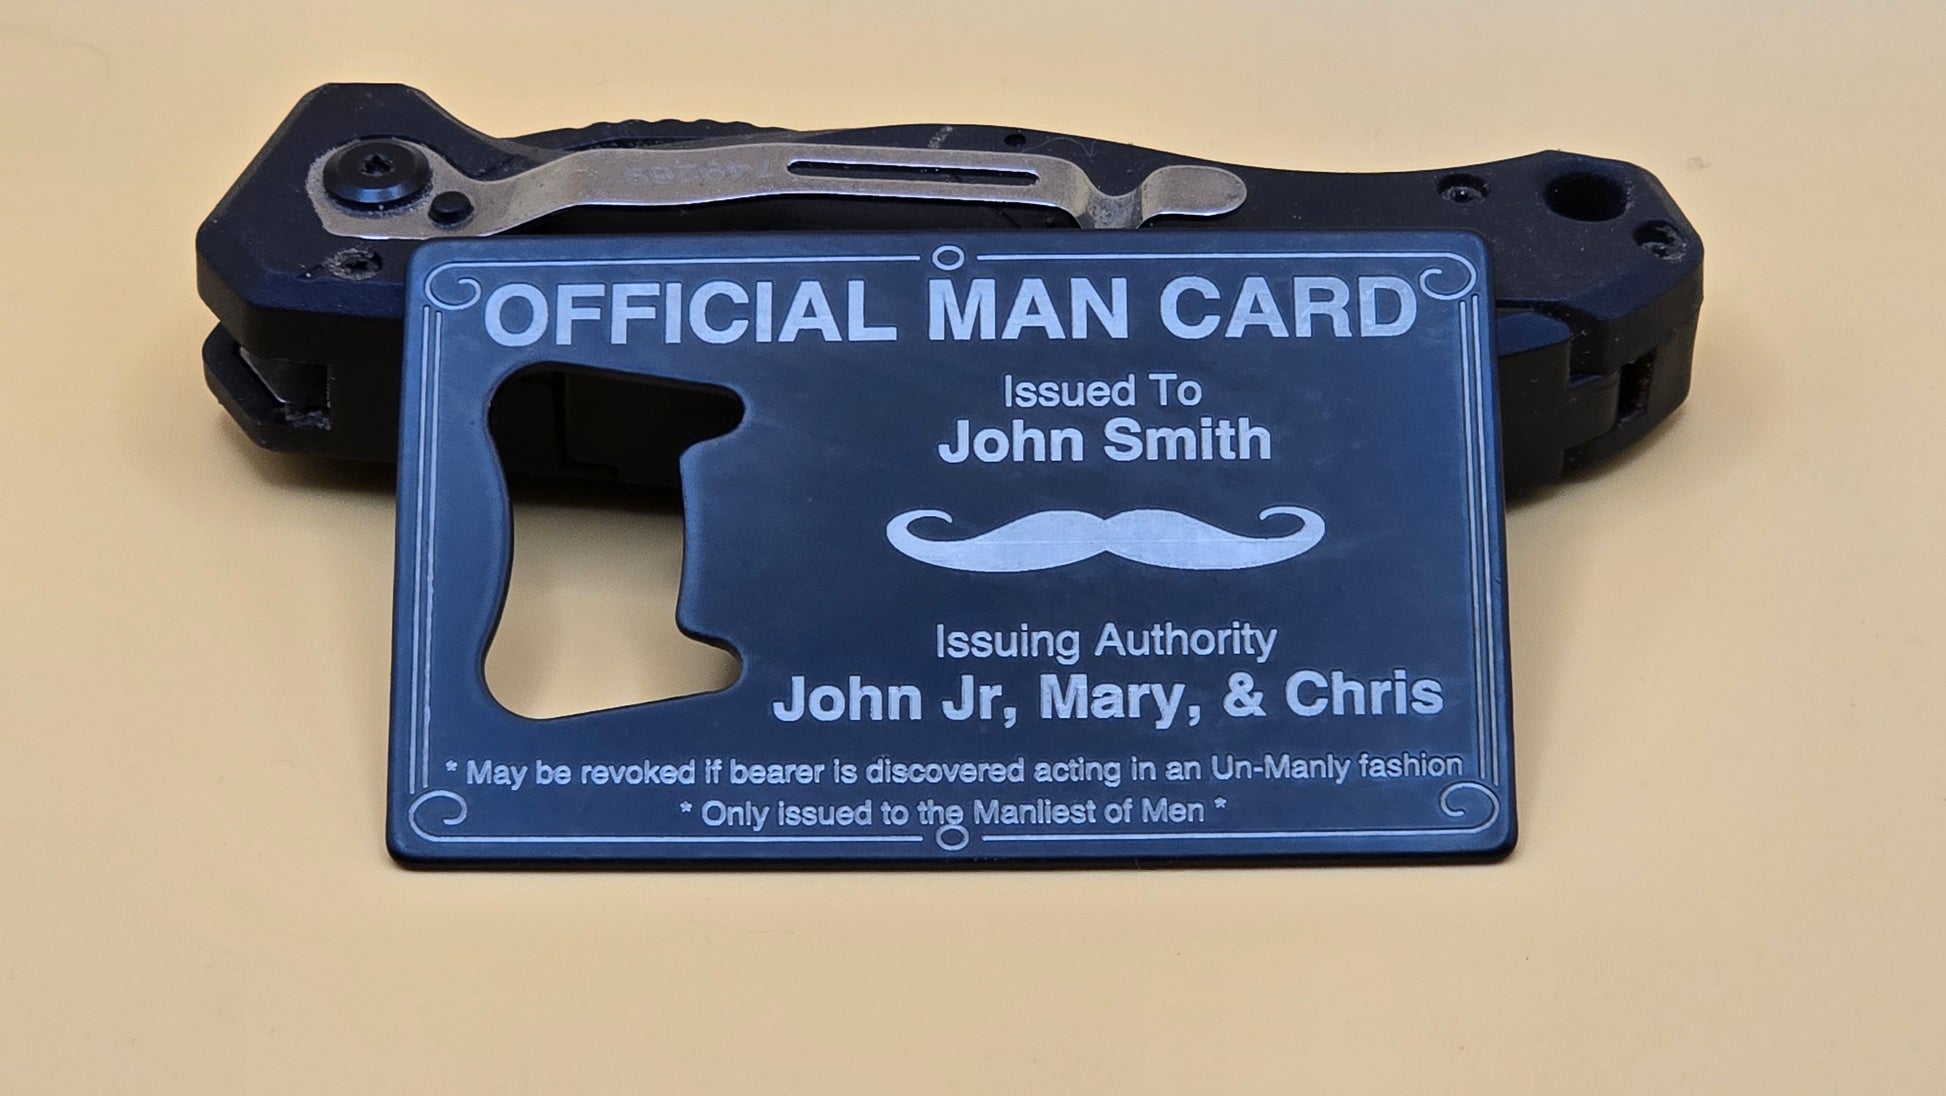 OFFICIAL MAN CARD
Issued To
John Smith
Issuing Authority
John Jr, Mary, & Chris
* May be revoked if bearer is discovered acting in an Un-Manly fashion
* Only issued to the Manliest of Men *